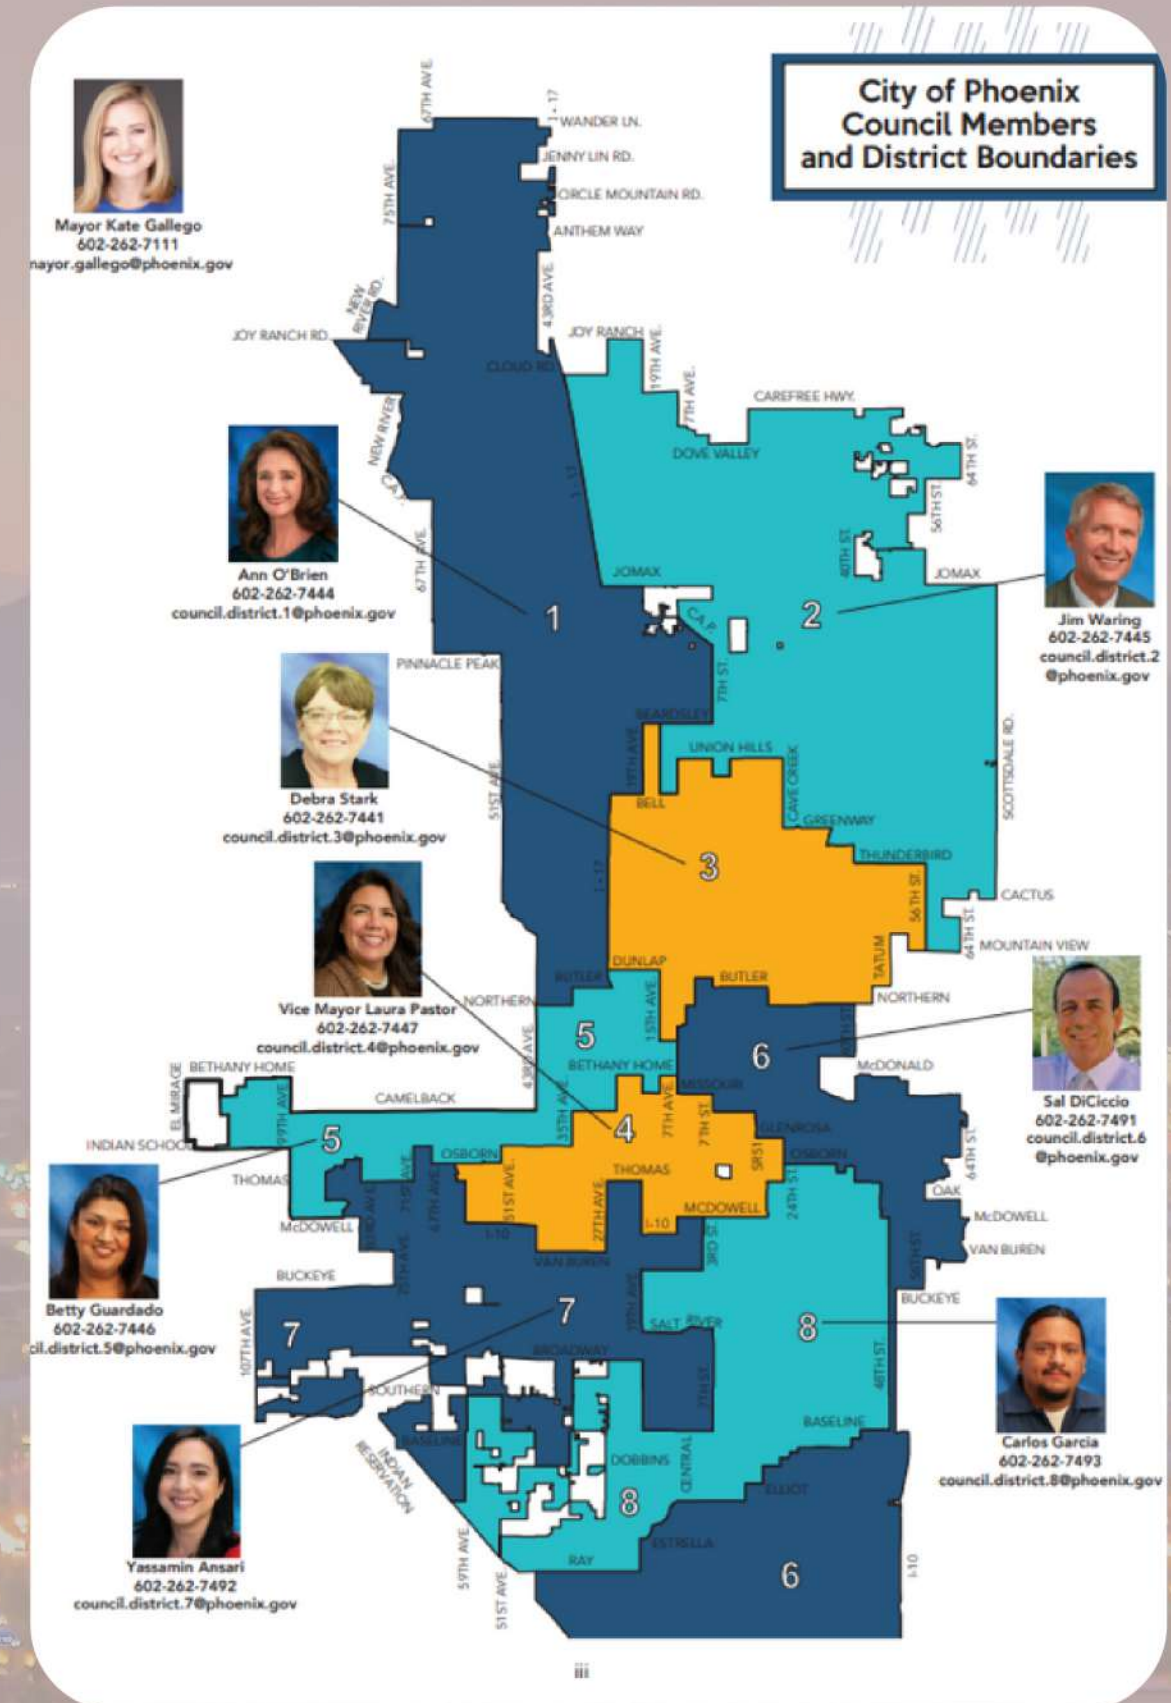 City of Phoenix
Council Members
and District Boundaries
Mayor Kate Gallego
602-262-7111
mayor.gallego@phoenix.gov
67TH AVE.
I-17
WANDER LN.
JENNY LIN RD.
CIRCLE MOUNTAIN RD.
75TH AVE.
ANTHEM WAY
43RD AVE.
NEW
RIVER RD.
JOY RANCH RD.
JOY RANCH
19TH AVE.
CLOUD RD.
7TH AVE.
CAREFREE HWY.
NEW RIVER
DOVE VALLEY
64TH ST.
C.A.P.
I-17
56TH ST.
67TH AVE.
40TH ST.
JOMAX
JOMAX
Ann O'Brien
602-262-7444
council.district.1@phoenix.gov
1
2
C.A.P.
Jim Waring
602-262-7445
council.district.2
@phoenix.gov
PINNACLE PEAK
7TH ST.
BEARDSLEY
SCOTTSDALE RD.
19TH AVE.
UNION HILLS
CAVE CREEK
51ST AVE.
BELL
GREENWAY
THUNDERBIRD
Debra Stark
602-262-7441
council.district.3@phoenix.gov
3
I-17
56TH ST.
CACTUS
64TH ST.
MOUNTAIN VIEW
TATUM
DUNLAP
BUTLER
BUTLER
NORTHERN
NORTHERN
15TH AVE.
Vice Mayor Laura Pastor
602-262-7447
council.district.4@phoenix.gov
5
6
43RD AVE.
BETHANY HOME
McDONALD
EL MIRAGE
BETHANY HOME
MISSOURI
Sal DiCiccio
602-262-7491
council.district.6
@phoenix.gov
99TH AVE.
CAMELBACK
35TH AVE.
7TH AVE.
7TH ST.
GLENROSA
4
INDIAN SCHOOL
5
OSBORN
SR51
OSBORN
64TH ST.
THOMAS
THOMAS
71ST AVE.
67TH AVE.
51ST AVE.
27TH AVE.
24TH ST.
McDOWELL
McDOWELL
83RD AVE.
I-10
I-10
3RD ST.
OAK
McDOWELL
VAN BUREN
VAN BUREN
BUCKEYE
75TH AVE.
BUCKEYE
Betty Guardado
602-262-7446
cil.district.5@phoenix.gov
107TH AVE.
7
7
19TH AVE.
SALT RIVER
8
48TH ST.
BROADWAY
SOUTHERN
7TH ST.
BASELINE
BASELINE
INDIAN
RESERVATION
DOBBINS
CENTRAL
Carlos Garcia
602-262-7493
council.district.8@phoenix.gov
8
ELLIOT
ESTRELLA
59TH AVE.
RAY
6
I-10
51ST AVE.
Yassamin Ansari
602-262-7492
council.district.7@phoenix.gov
iii